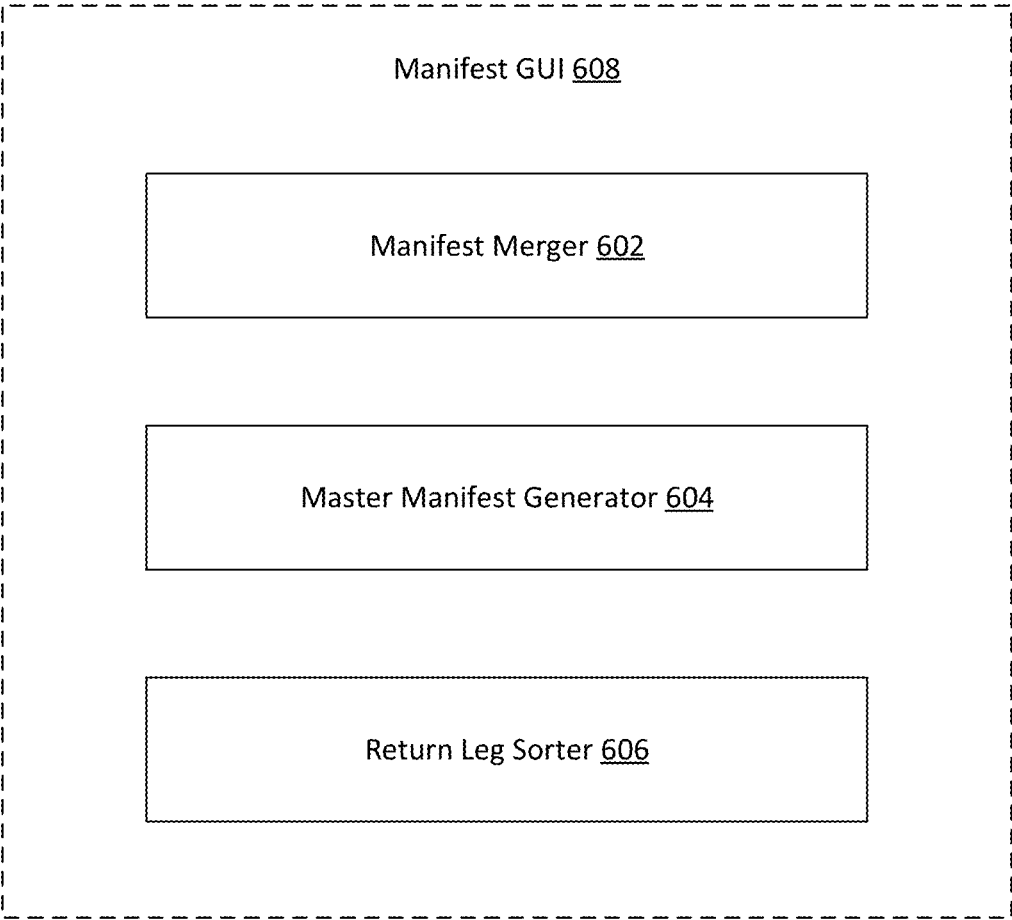 Manifest GUI 608
Manifest Merger 602
Master Manifest Generator 604
Return Leg Sorter 606